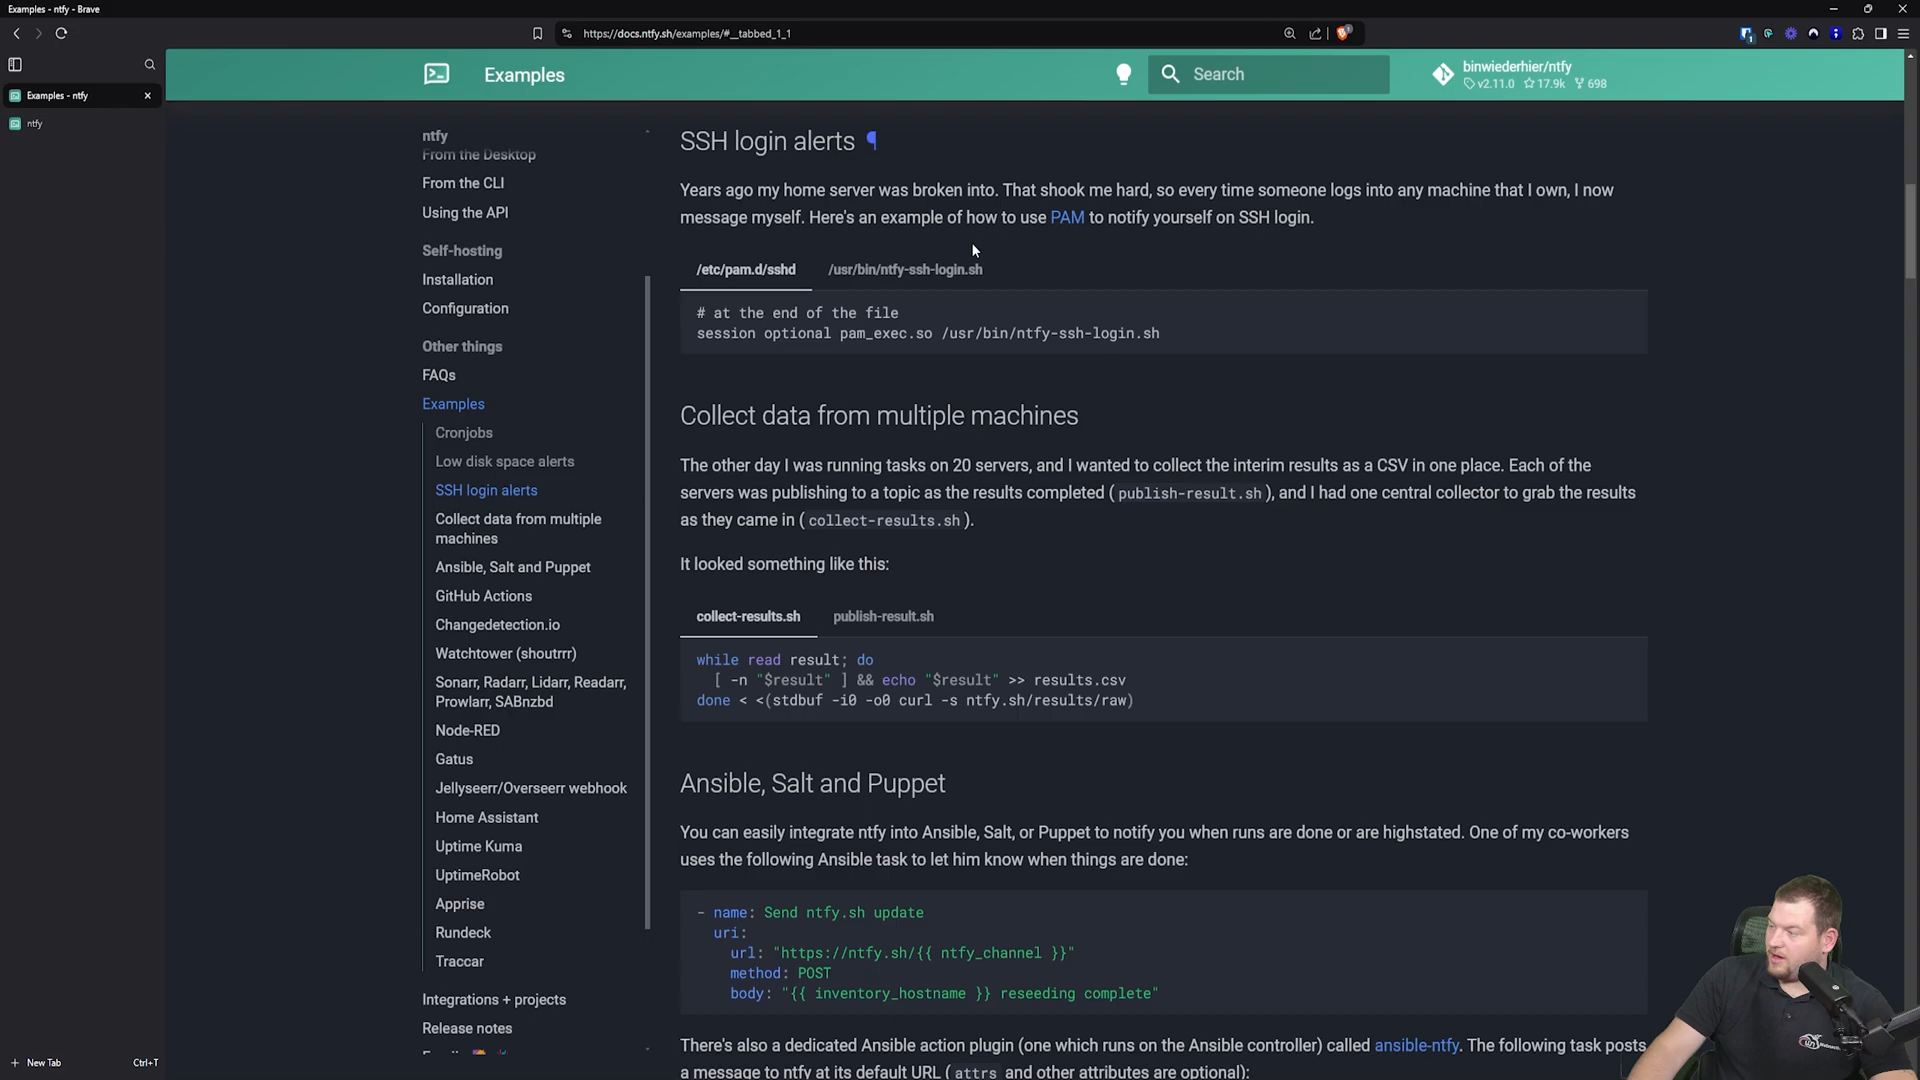 Examples - ntfy - Brave
https://docs.ntfy.sh/examples/#__tabbed_1_1
Examples - ntfy
ntfy
New Tab
Ctrl+T
Examples
Search
binwiederhier/ntfy
v2.11.0 17.9k 698
ntfy
From the Desktop
From the CLI
Using the API
Self-hosting
Installation
Configuration
Other things
FAQs
Examples
Cronjobs
Low disk space alerts
SSH login alerts
Collect data from multiple
machines
Ansible, Salt and Puppet
GitHub Actions
Changedetection.io
Watchtower (shoutrrr)
Sonarr, Radarr, Lidarr, Readarr,
Prowlarr, SABnzbd
Node-RED
Gatus
Jellyseerr/Overseerr webhook
Home Assistant
Uptime Kuma
UptimeRobot
Apprise
Rundeck
Traccar
Integrations + projects
Release notes
SSH login alerts ¶
Years ago my home server was broken into. That shook me hard, so every time someone logs into any machine that I own, I now
message myself. Here's an example of how to use PAM to notify yourself on SSH login.
/etc/pam.d/sshd /usr/bin/ntfy-ssh-login.sh
# at the end of the file
session optional pam_exec.so /usr/bin/ntfy-ssh-login.sh
Collect data from multiple machines
The other day I was running tasks on 20 servers, and I wanted to collect the interim results as a CSV in one place. Each of the
servers was publishing to a topic as the results completed ( publish-result.sh ), and I had one central collector to grab the results
as they came in ( collect-results.sh ).
It looked something like this:
collect-results.sh publish-result.sh
while read result; do
[ -n "$result" ] && echo "$result" >> results.csv
done < <(stdbuf -i0 -o0 curl -s ntfy.sh/results/raw)
Ansible, Salt and Puppet
You can easily integrate ntfy into Ansible, Salt, or Puppet to notify you when runs are done or are highstated. One of my co-workers
uses the following Ansible task to let him know when things are done:
- name: Send ntfy.sh update
uri:
url: "https://ntfy.sh/{{ ntfy_channel }}"
method: POST
body: "{{ inventory_hostname }} reseeding complete"
There's also a dedicated Ansible action plugin (one which runs on the Ansible controller) called ansible-ntfy. The following task posts
a message to ntfy at its default URL ( attrs and other attributes are optional):